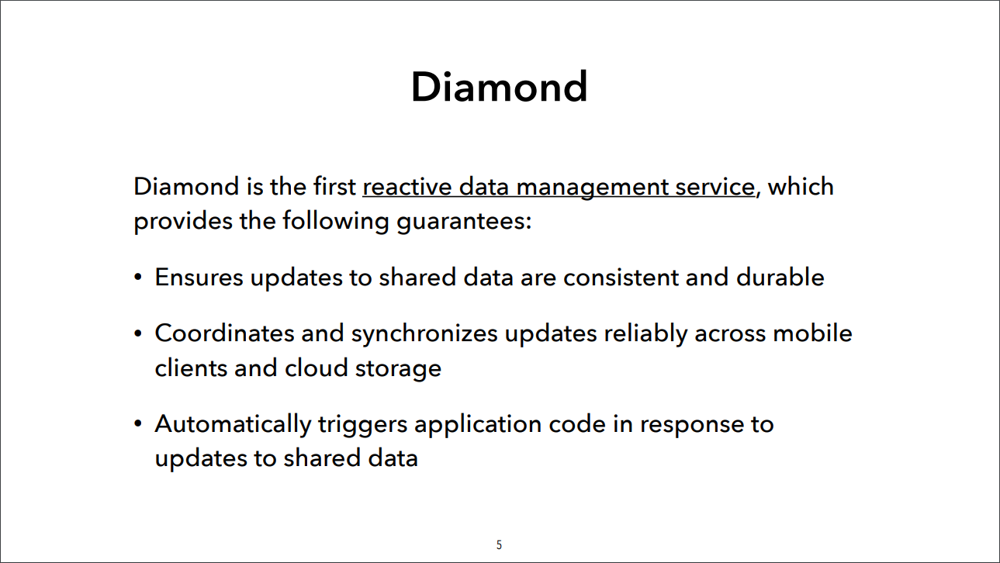 Diamond
Diamond is the first reactive data management service, which
provides the following guarantees:
• Ensures updates to shared data are consistent and durable
• Coordinates and synchronizes updates reliably across mobile
clients and cloud storage
• Automatically triggers application code in response to
updates to shared data
5